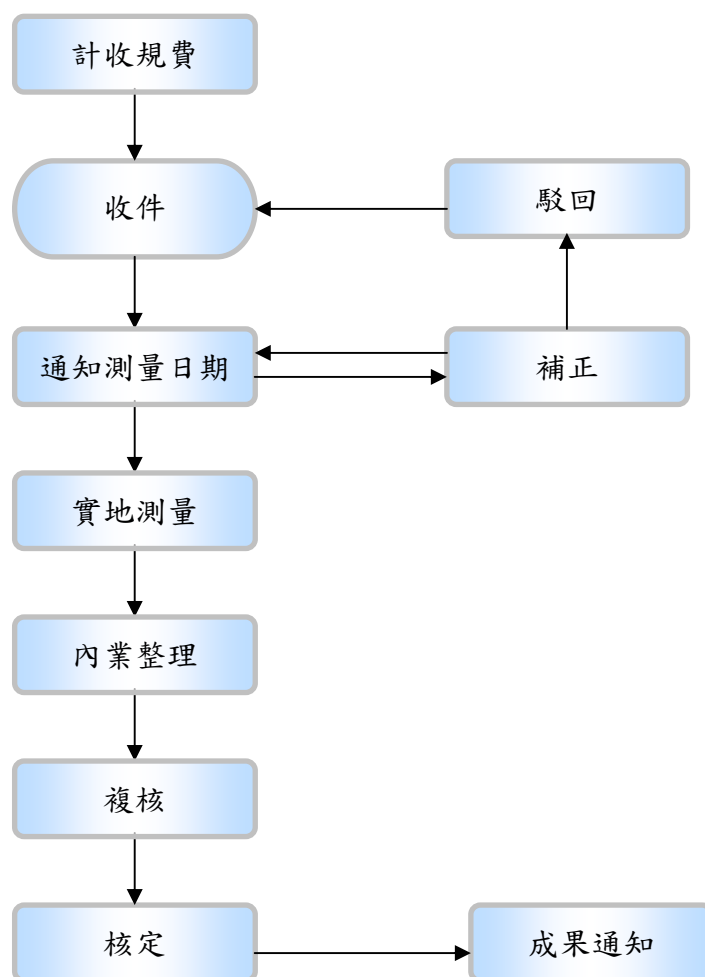 計收規費
收件
駁回
通知測量日期
補正
實地測量
內業整理
複核
核定
成果通知